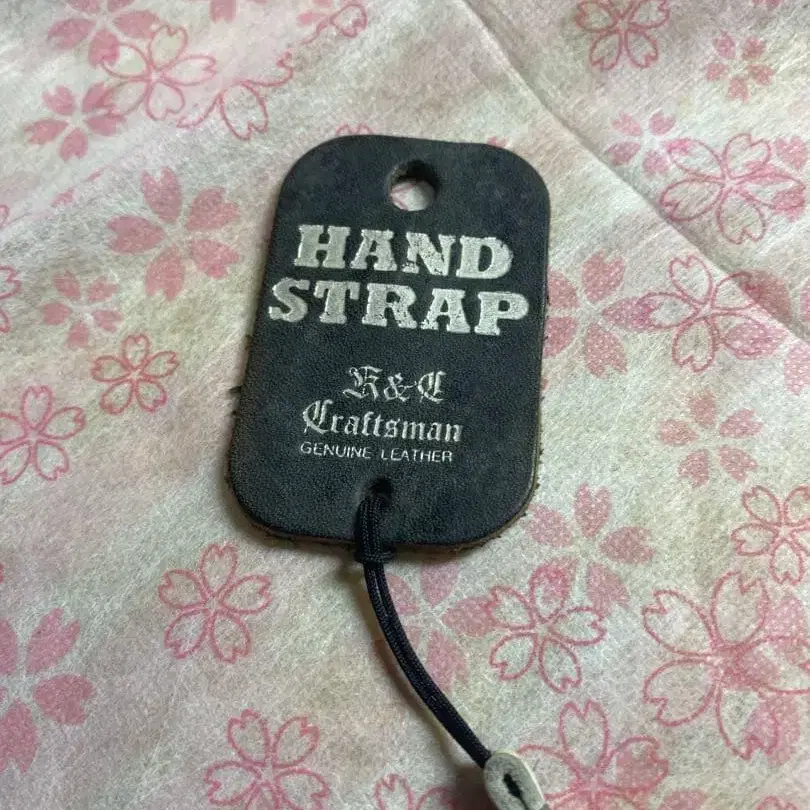 HAND
STRAP
K&C
Craftsman
GENUINE LEATHER